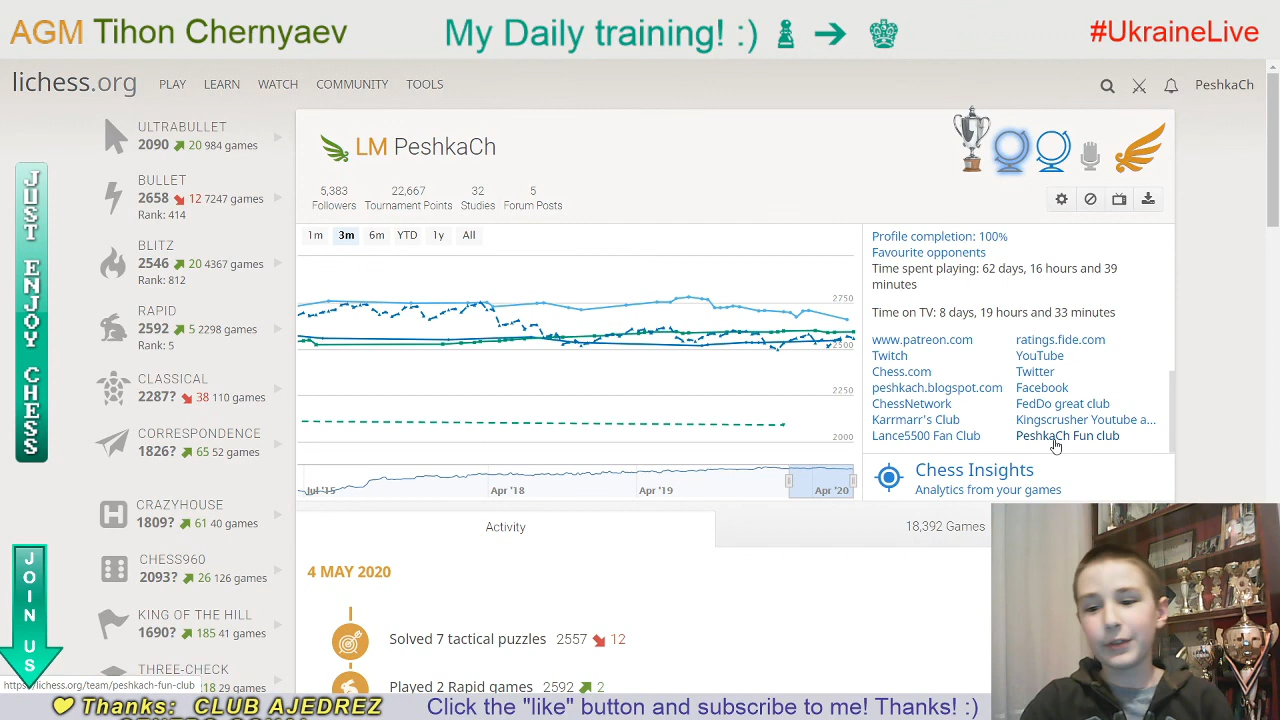 AGM Tihon Chernyaev
My Daily training! :)
#UkraineLive
lichess.org
PLAY
LEARN
WATCH
COMMUNITY
TOOLS
PeshkaCh
JUST ENJOY CHESS
JOIN US
ULTRABULLET
2090 20 984 games
BULLET
2658 12 7247 games
Rank: 414
BLITZ
2546 20 4367 games
Rank: 812
RAPID
2592 5 2298 games
Rank: 5
CLASSICAL
2287? 38 110 games
CORRESPONDENCE
1826? 65 52 games
CRAZYHOUSE
1809? 61 40 games
CHESS960
2093? 26 126 games
KING OF THE HILL
1690? 185 41 games
THREE-CHECK
218 29 games
LM PeshkaCh
5,383 Followers
22,667 Tournament Points
32 Studies
5 Forum Posts
1m 3m 6m YTD 1y All
2750
2500
2250
2000
Jul '15
Apr '18
Apr '19
Apr '20
Profile completion: 100%
Favourite opponents
Time spent playing: 62 days, 16 hours and 39
minutes
Time on TV: 8 days, 19 hours and 33 minutes
www.patreon.com ratings.fide.com
Twitch YouTube
Chess.com Twitter
peshkach.blogspot.com Facebook
ChessNetwork FedDo great club
Karrmarr's Club Kingscrusher Youtube a...
Lance5500 Fan Club PeshkaCh Fun club
Chess Insights
Analytics from your games
Activity
18,392 Games
4 MAY 2020
Solved 7 tactical puzzles 2557 12
Played 2 Rapid games 2592 2
https://lichess.org/team/peshkach-fun-club
Thanks: CLUB AJEDREZ
Click the "like" button and subscribe to me! Thanks! :)